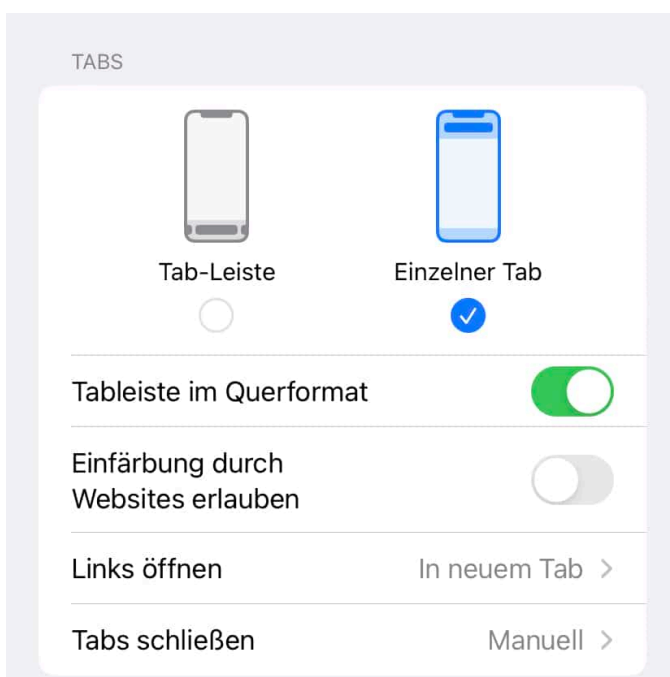 TABS
Tab-Leiste
Einzelner Tab
Tableiste im Querformat
Einfärbung durch
Websites erlauben
Links öffnen
In neuem Tab
Tabs schließen
Manuell